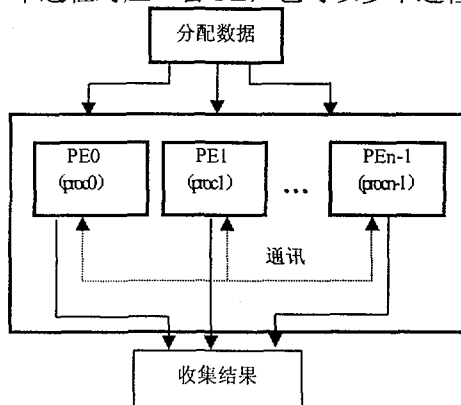 分配数据
PE0 PE1 PEn-1
(proc0) (proc1) ... (procn-1)
通讯
收集结果